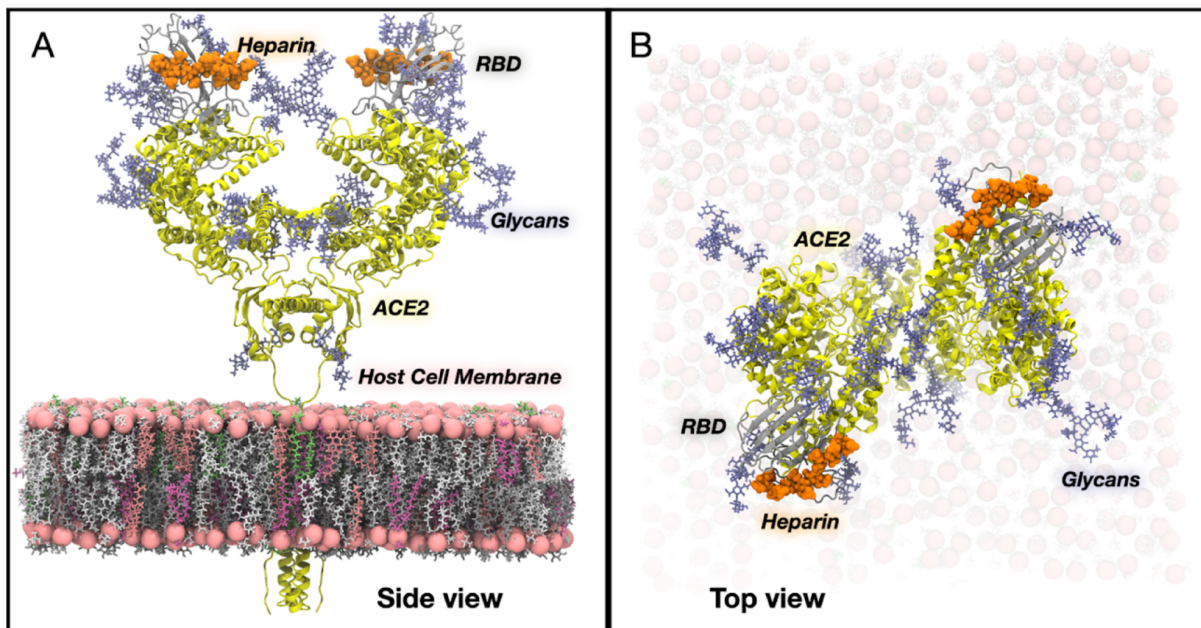 A
Heparin
RBD
Glycans
ACE2
Host Cell Membrane
Side view
B
ACE2
RBD
Glycans
Heparin
Top view